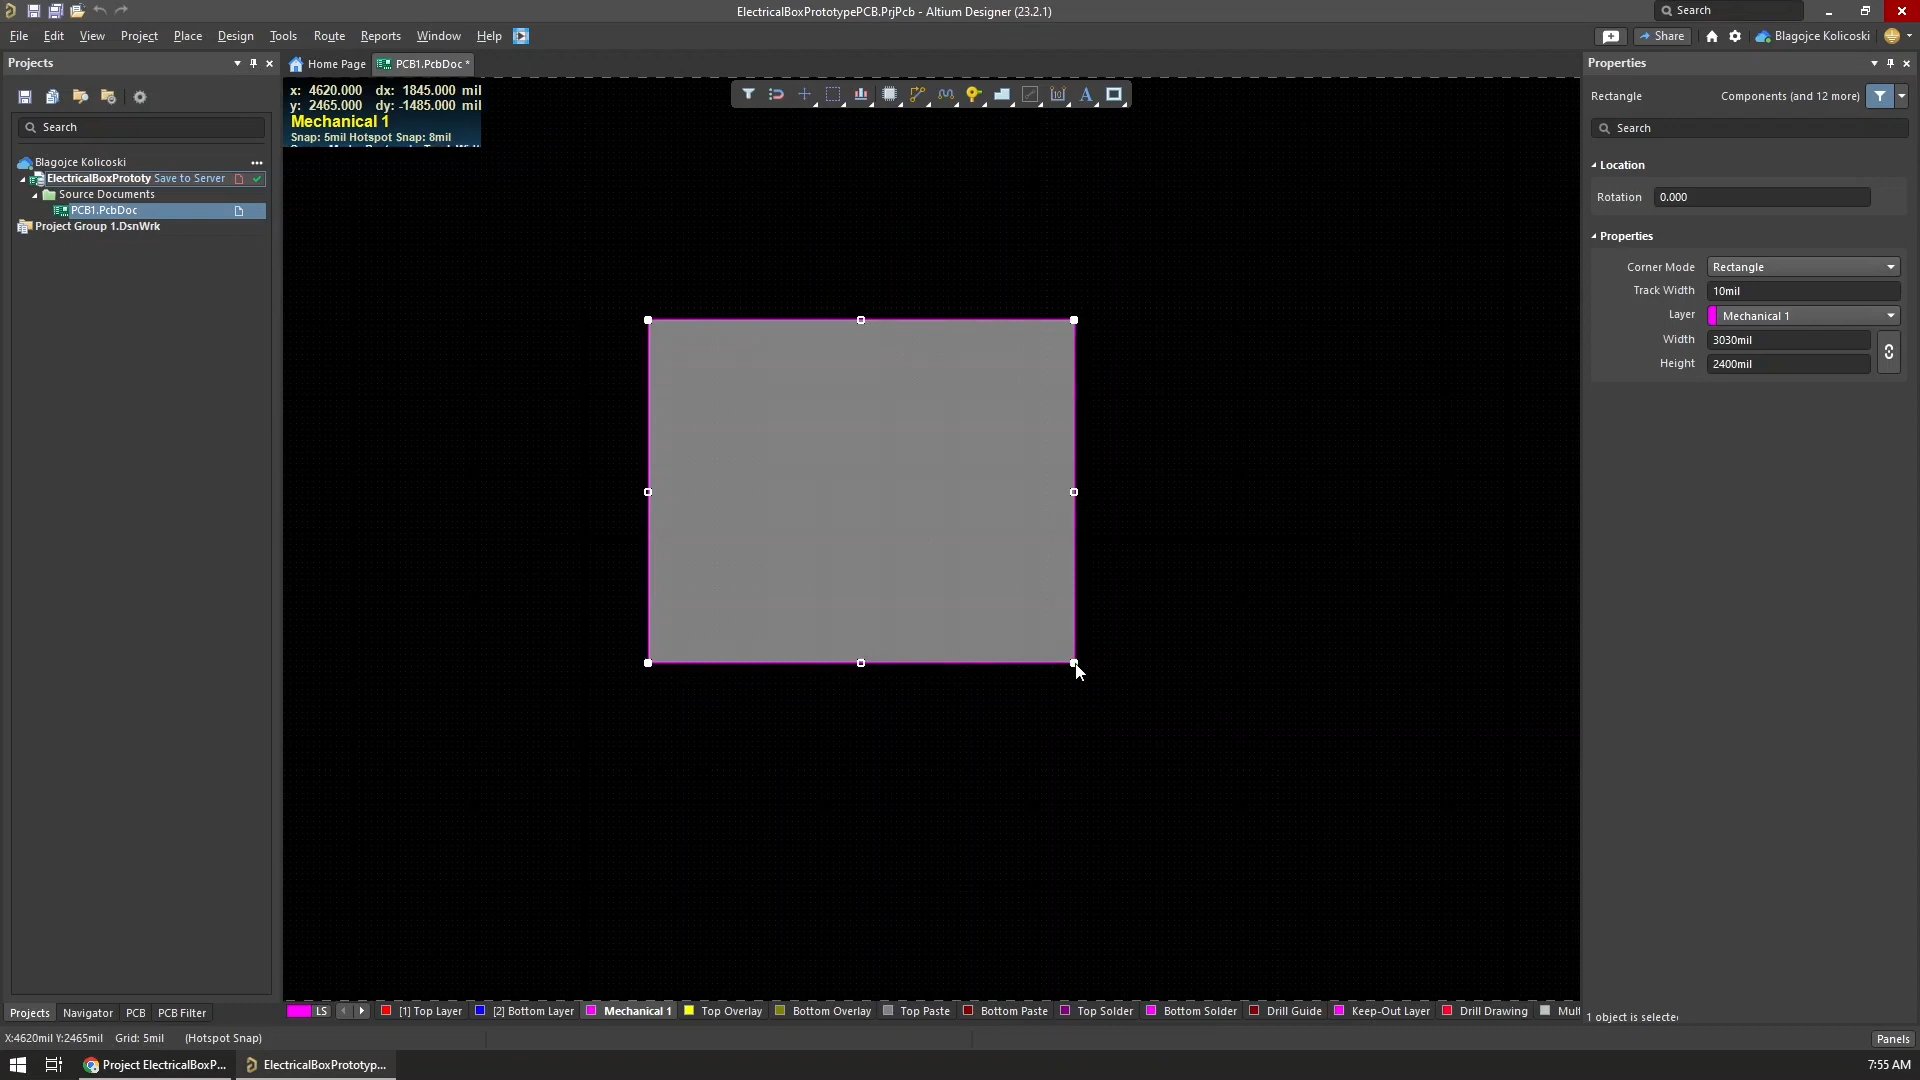 ElectricalBoxPrototypePCB.PrjPcb - Altium Designer (23.2.1)
Search
File Edit View Project Place Design Tools Route Reports Window Help
Share
Blagojce Kolicoski
Projects
Home Page
PCB1.PcbDoc *
Properties
x: 4620.000 dx: 1845.000 mil
y: 2465.000 dy: -1485.000 mil
Mechanical 1
Snap: 5mil Hotspot Snap: 8mil
Rectangle
Components (and 12 more)
Search
Search
Blagojce Kolicoski
ElectricalBoxPrototy Save to Server
Source Documents
PCB1.PcbDoc
Project Group 1.DsnWrk
Location
Rotation 0.000
Properties
Corner Mode Rectangle
Track Width 10mil
Layer Mechanical 1
Width 3030mil
Height 2400mil
LS [1] Top Layer [2] Bottom Layer Mechanical 1 Top Overlay Bottom Overlay Top Paste Bottom Paste Top Solder Bottom Solder Drill Guide Keep-Out Layer Drill Drawing Mult
1 object is selecte
Projects Navigator PCB PCB Filter
X:4620mil Y:2465mil Grid: 5mil (Hotspot Snap)
Panels
Project ElectricalBoxP...
ElectricalBoxPrototyp...
7:55 AM